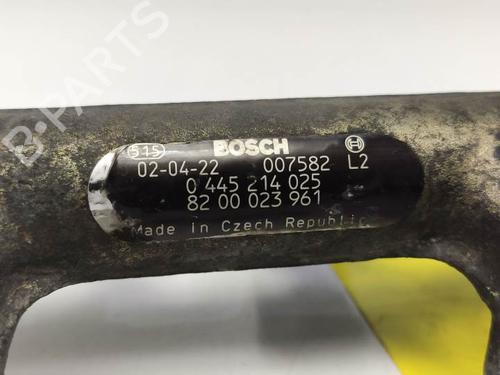 515 BOSCH
02-04-22 007582 L2
0 445 214 025
82 00 023 961
Made in Czech Republic
B-PARTS